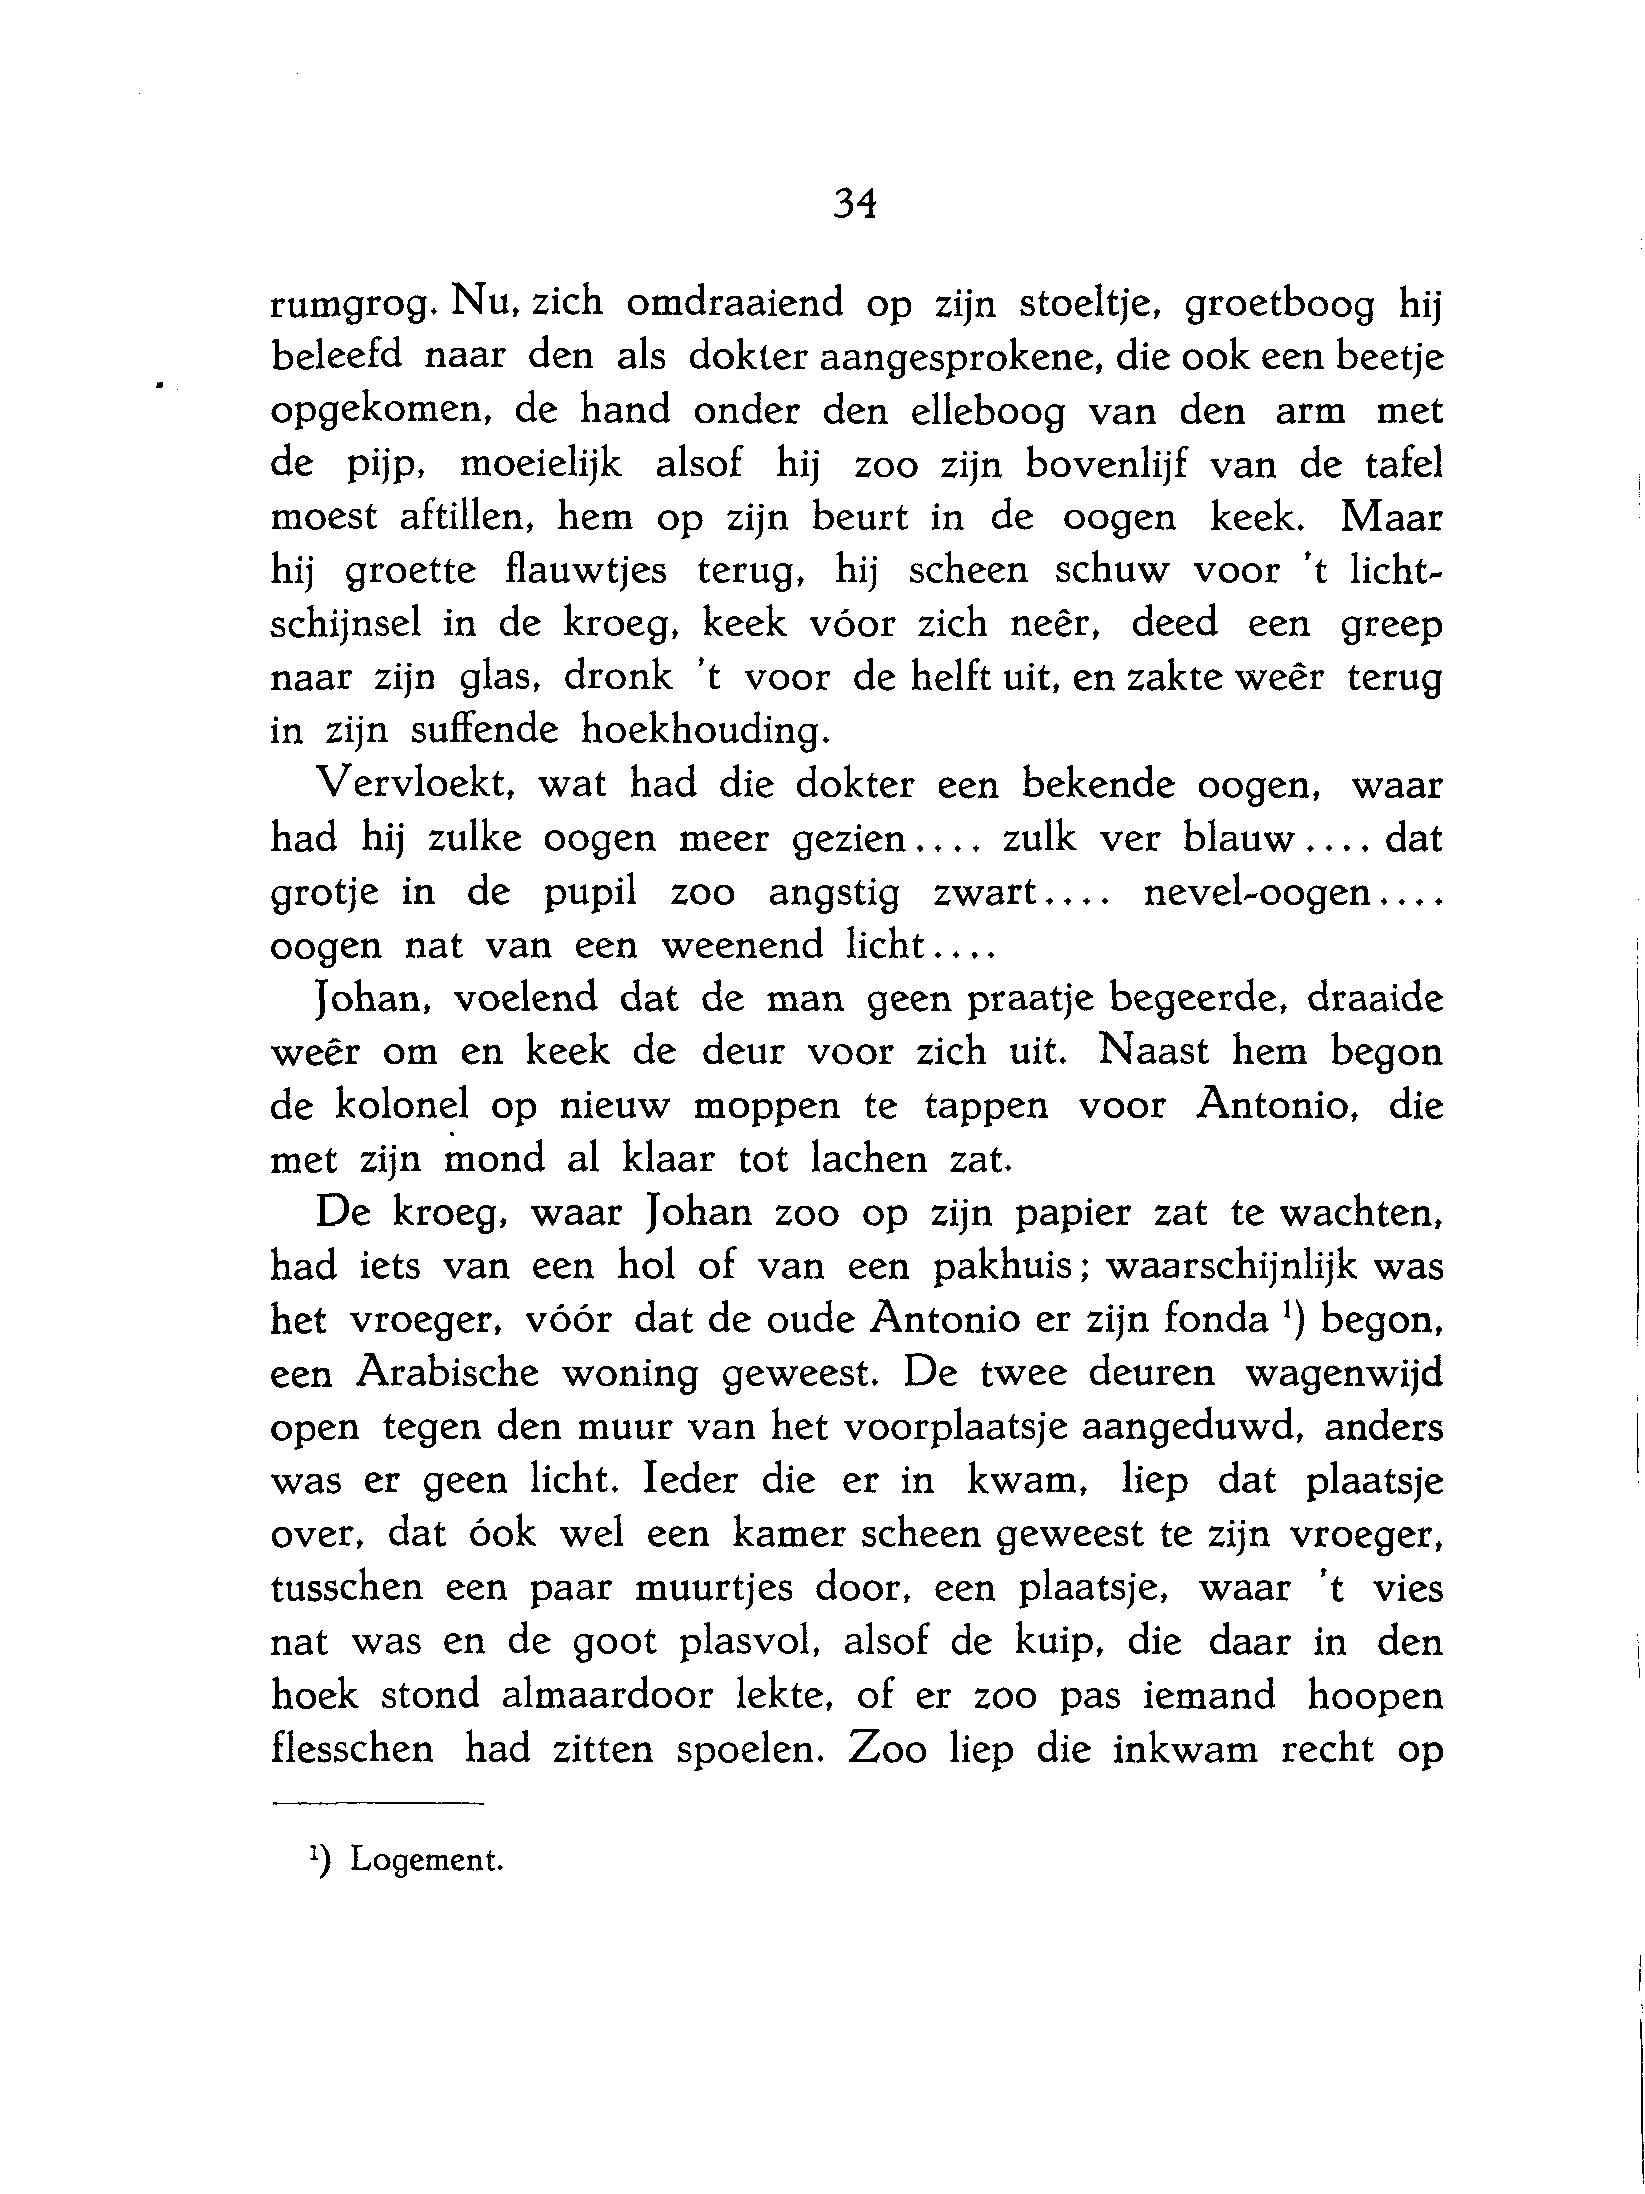 34
rumgrog. Nu, zich omdraaiend op zijn stoeltje, groetboog hij
beleefd naar den als dokter aangesprokene, die ook een beetje
opgekomen, de hand onder den elleboog van den arm met
de pijp, moeielijk alsof hij zoo zijn bovenlijf van de tafel
moest aftillen, hem op zijn beurt in de oogen keek. Maar
hij groette flauwtjes terug, hij scheen schuw voor 't licht-
schijnsel in de kroeg, keek vóor zich neêr, deed een greep
naar zijn glas, dronk 't voor de helft uit, en zakte weêr terug
in zijn suffende hoekhouding.
Vervloekt, wat had die dokter een bekende oogen, waar
had hij zulke oogen meer gezien.... zulk ver blauw.... dat
grotje in de pupil zoo angstig zwart.... nevel-oogen....
oogen nat van een weenend licht....
Johan, voelend dat de man geen praatje begeerde, draaide
weêr om en keek de deur voor zich uit. Naast hem begon
de kolonel op nieuw moppen te tappen voor Antonio, die
met zijn mond al klaar tot lachen zat.
De kroeg, waar Johan zoo op zijn papier zat te wachten,
had iets van een hol of van een pakhuis; waarschijnlijk was
het vroeger, vóór dat de oude Antonio er zijn fonda ¹) begon,
een Arabische woning geweest. De twee deuren wagenwijd
open tegen den muur van het voorplaatsje aangeduwd, anders
was er geen licht. Ieder die er in kwam, liep dat plaatsje
over, dat óok wel een kamer scheen geweest te zijn vroeger,
tusschen een paar muurtjes door, een plaatsje, waar 't vies
nat was en de goot plasvol, alsof de kuip, die daar in den
hoek stond almaardoor lekte, of er zoo pas iemand hoopen
flesschen had zitten spoelen. Zoo liep die inkwam recht op
¹) Logement.